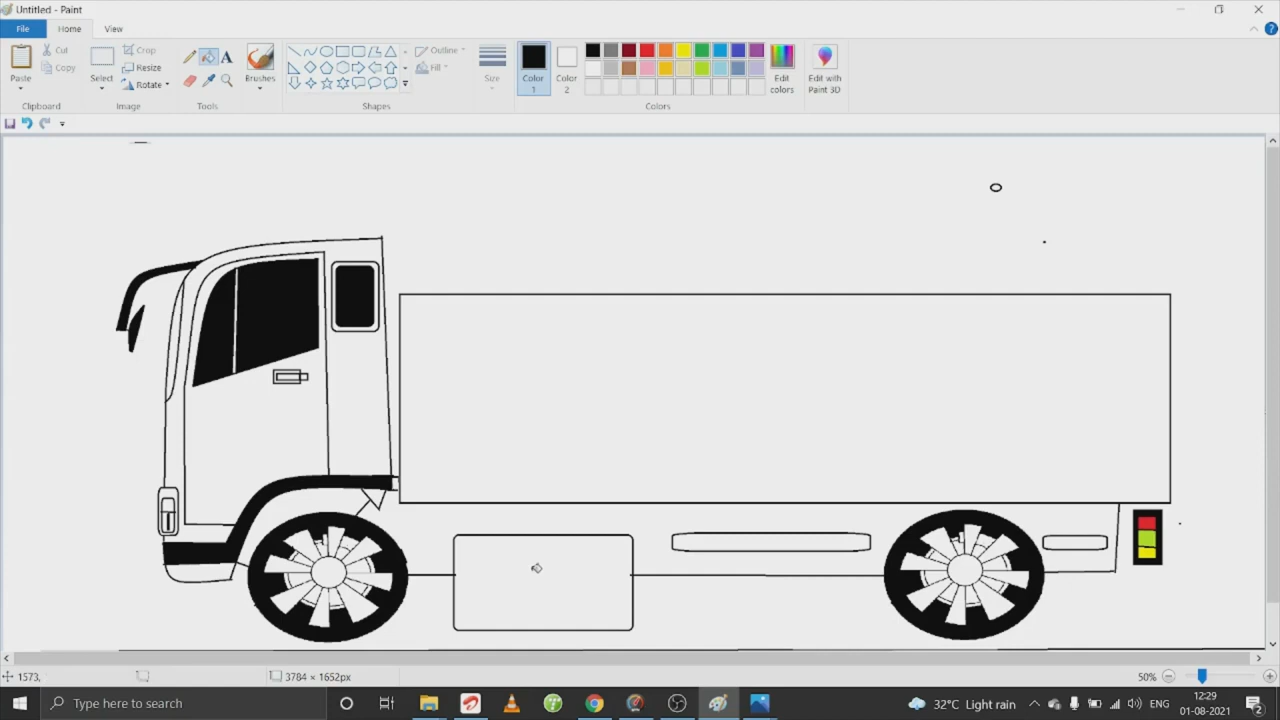 Untitled - Paint
File Home View
Paste
Cut
Copy
Clipboard
Select
Crop
Resize
Rotate
Image
Tools
Brushes
Shapes
Outline
Fill
Size
Color 1
Color 2
Colors
Edit colors
Edit with Paint 3D
1573,
3784 × 1652px
50%
Type here to search
32°C Light rain
ENG
12:29
01-08-2021
2